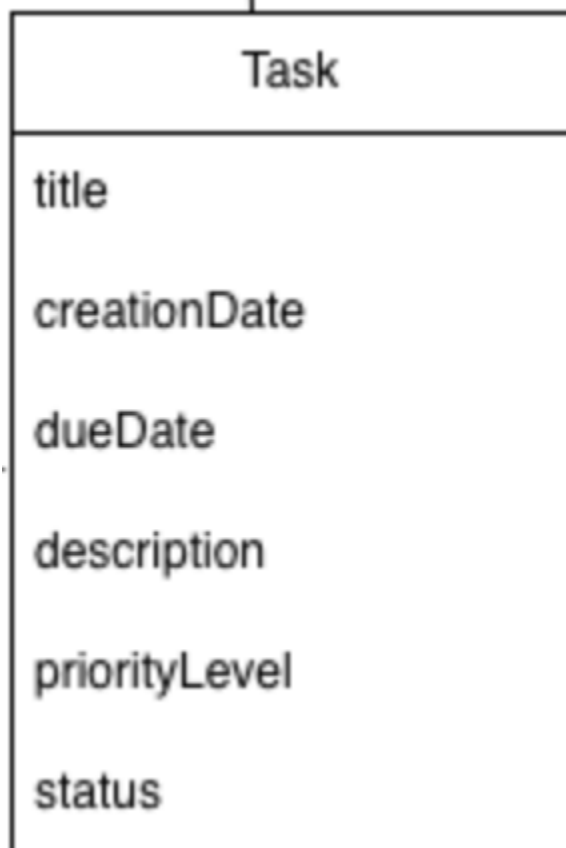 Task
title
creationDate
dueDate
description
priorityLevel
status